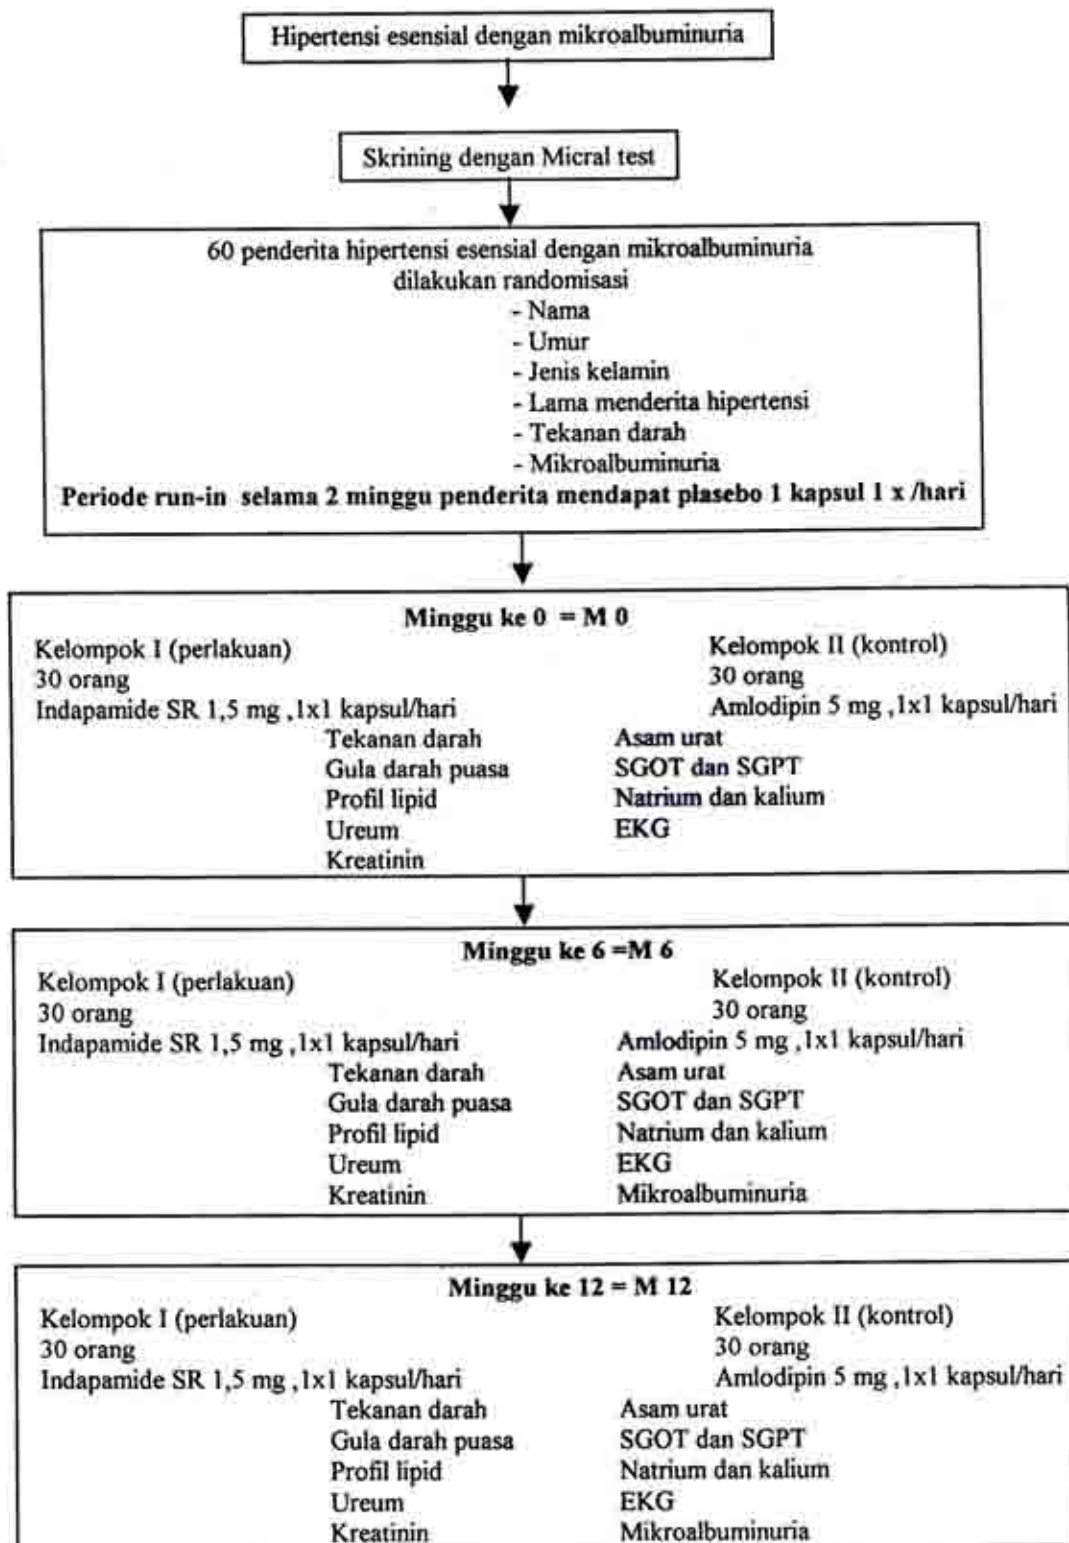 Hipertensi esensial dengan mikroalbuminuria
Skrining dengan Micral test
60 penderita hipertensi esensial dengan mikroalbuminuria
dilakukan randomisasi
- Nama
- Umur
- Jenis kelamin
- Lama menderita hipertensi
- Tekanan darah
- Mikroalbuminuria
Periode run-in selama 2 minggu penderita mendapat plasebo 1 kapsul 1 x /hari
Minggu ke 0 = M 0
Kelompok I (perlakuan) Kelompok II (kontrol)
30 orang 30 orang
Indapamide SR 1,5 mg ,1x1 kapsul/hari Amlodipin 5 mg ,1x1 kapsul/hari
Tekanan darah Asam urat
Gula darah puasa SGOT dan SGPT
Profil lipid Natrium dan kalium
Ureum EKG
Kreatinin
Minggu ke 6 =M 6
Kelompok I (perlakuan) Kelompok II (kontrol)
30 orang 30 orang
Indapamide SR 1,5 mg ,1x1 kapsul/hari Amlodipin 5 mg ,1x1 kapsul/hari
Tekanan darah Asam urat
Gula darah puasa SGOT dan SGPT
Profil lipid Natrium dan kalium
Ureum EKG
Kreatinin Mikroalbuminuria
Minggu ke 12 = M 12
Kelompok I (perlakuan) Kelompok II (kontrol)
30 orang 30 orang
Indapamide SR 1,5 mg ,1x1 kapsul/hari Amlodipin 5 mg ,1x1 kapsul/hari
Tekanan darah Asam urat
Gula darah puasa SGOT dan SGPT
Profil lipid Natrium dan kalium
Ureum EKG
Kreatinin Mikroalbuminuria